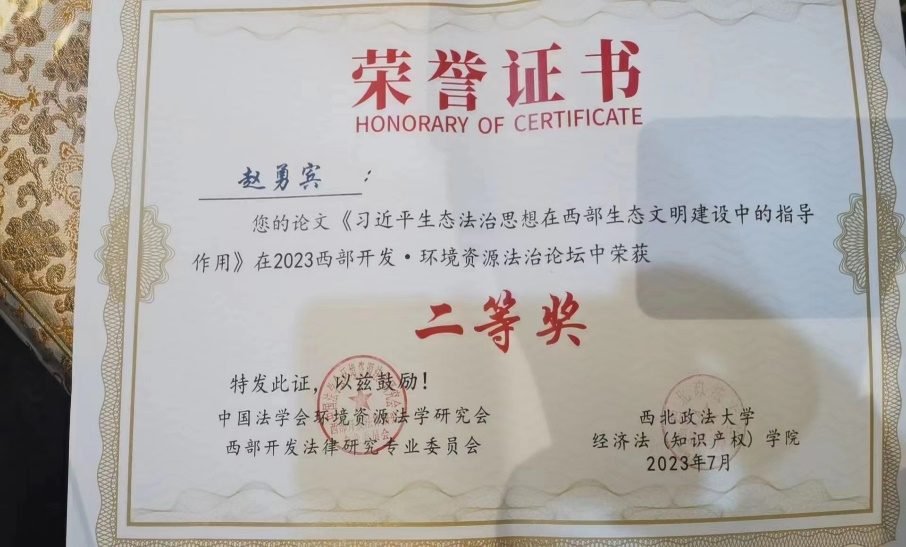 荣誉证书
HONORARY OF CERTIFICATE
赵勇宾：
您的论文《习近平生态法治思想在西部生态文明建设中的指导
作用》在2023西部开发·环境资源法治论坛中荣获
二等奖
特发此证，以兹鼓励！
中国法学会环境资源法学研究会
西部开发法律研究专业委员会
西北政法大学
经济法（知识产权）学院
2023年7月